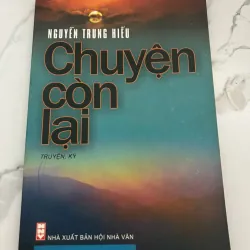 NGUYỄN TRUNG HIẾU
Chuyện
còn
lại
TRUYỆN, KÝ
NHÀ XUẤT BẢN HỘI NHÀ VĂN